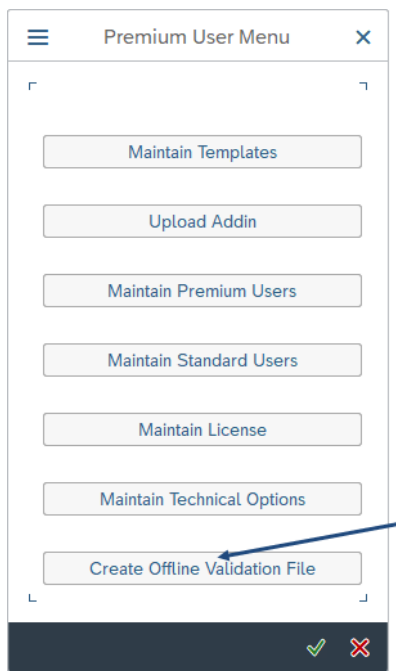 Premium User Menu
Maintain Templates
Upload Addin
Maintain Premium Users
Maintain Standard Users
Maintain License
Maintain Technical Options
Create Offline Validation File